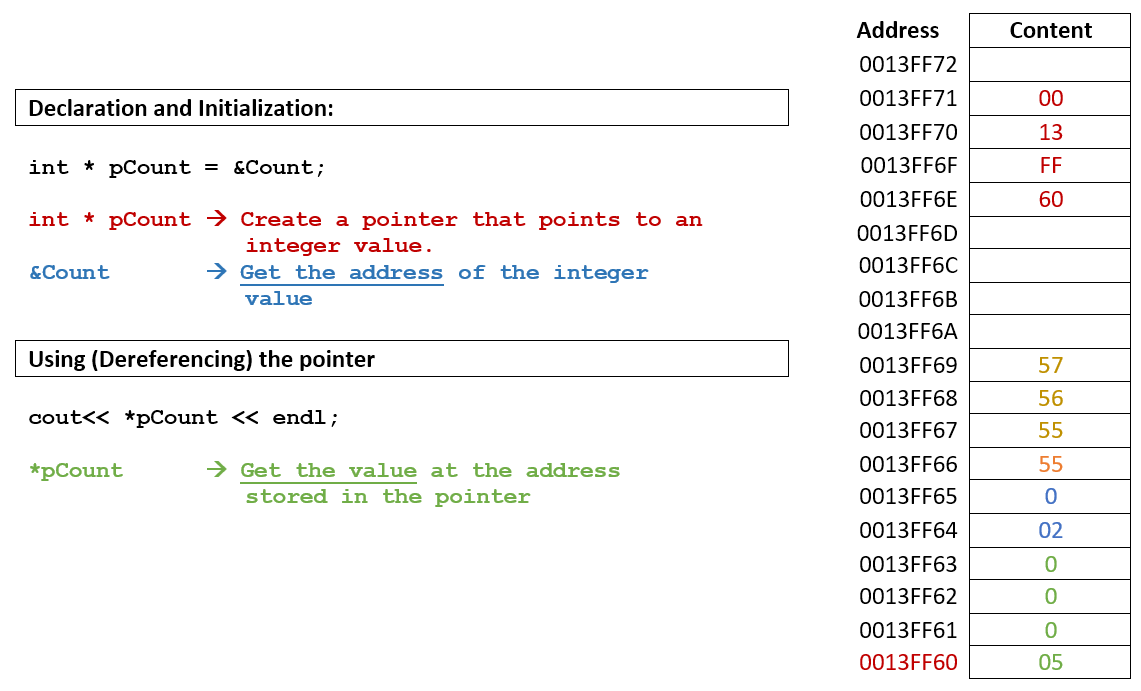 Declaration and Initialization:
int * pCount = &Count;
int * pCount → Create a pointer that points to an
integer value.
&Count → Get the address of the integer
value
Using (Dereferencing) the pointer
cout<< *pCount << endl;
*pCount → Get the value at the address
stored in the pointer
Address Content
0013FF72
0013FF71 00
0013FF70 13
0013FF6F FF
0013FF6E 60
0013FF6D
0013FF6C
0013FF6B
0013FF6A
0013FF69 57
0013FF68 56
0013FF67 55
0013FF66 55
0013FF65 0
0013FF64 02
0013FF63 0
0013FF62 0
0013FF61 0
0013FF60 05